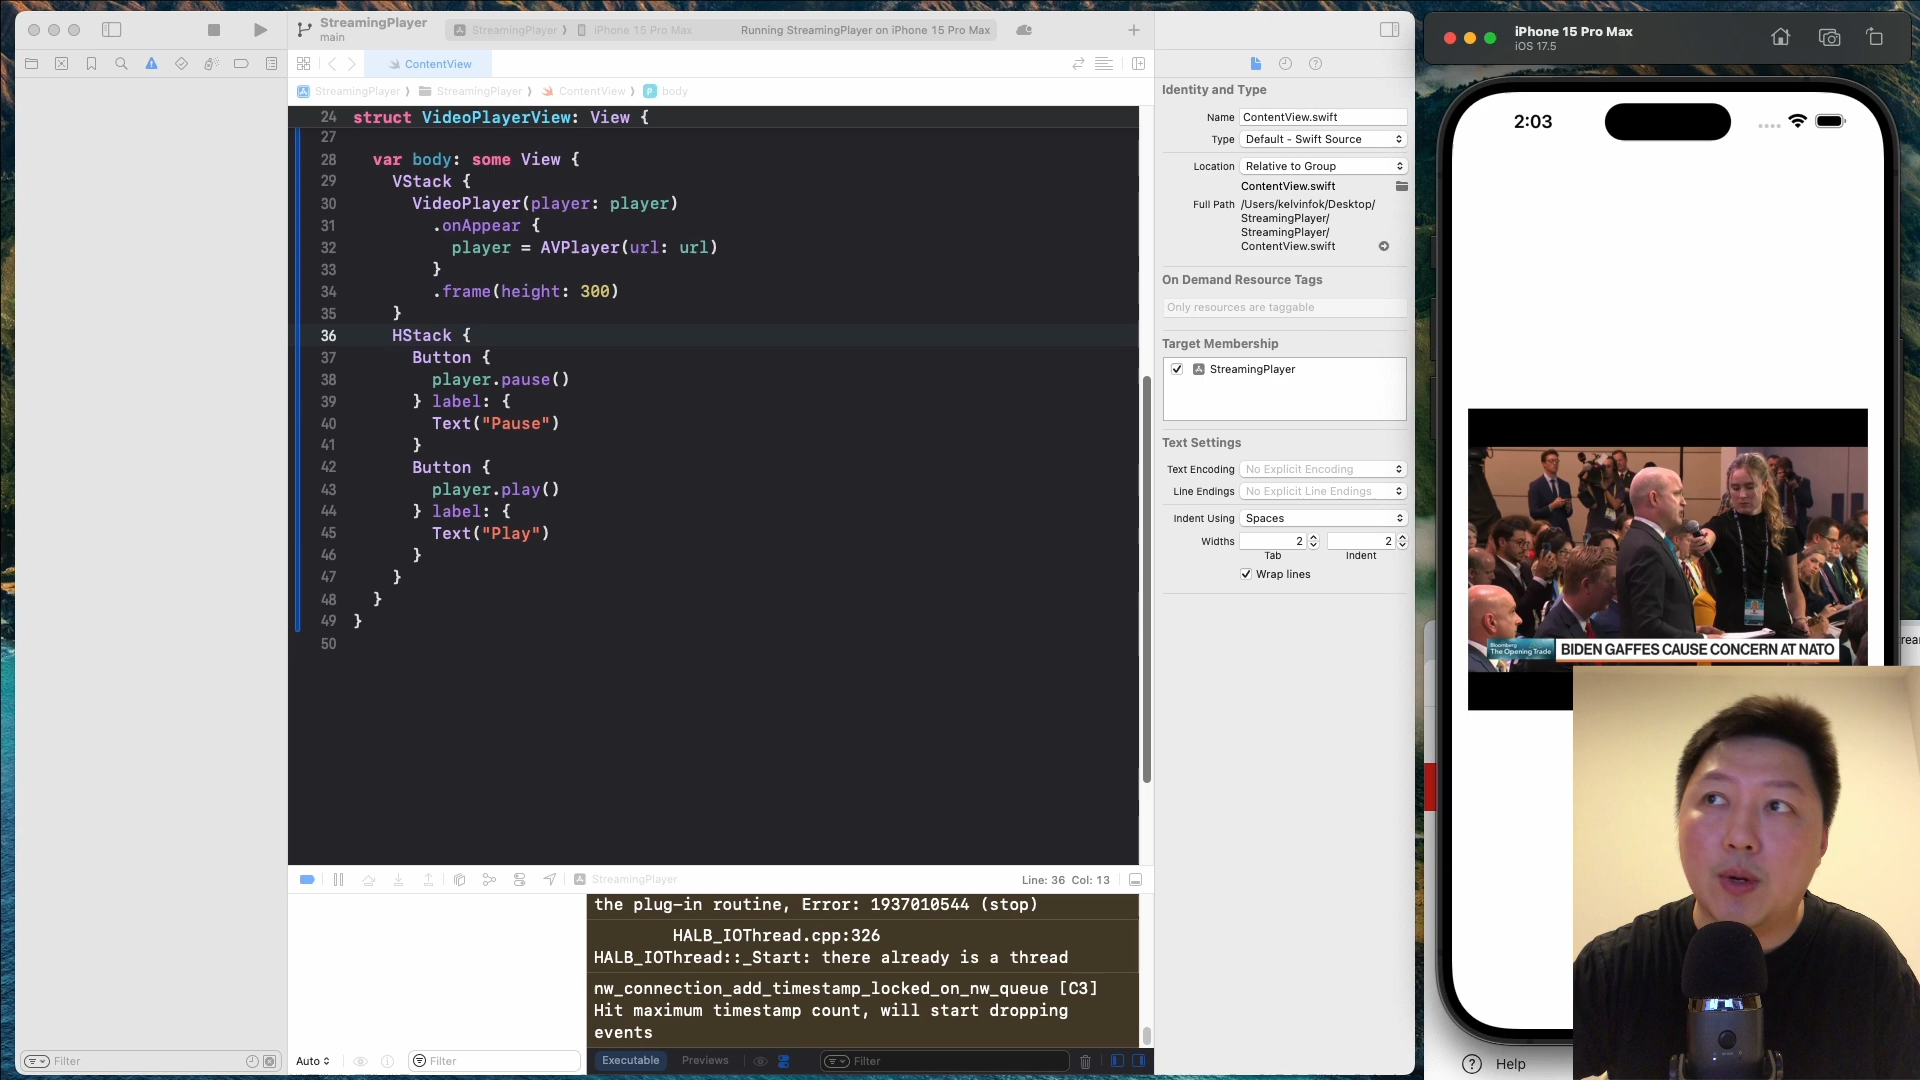 StreamingPlayer
main
StreamingPlayer
iPhone 15 Pro Max
Running StreamingPlayer on iPhone 15 Pro Max
ContentView
StreamingPlayer
StreamingPlayer
ContentView
body
24 struct VideoPlayerView: View {
27
28 var body: some View {
29 VStack {
30 VideoPlayer(player: player)
31 .onAppear {
32 player = AVPlayer(url: url)
33 }
34 .frame(height: 300)
35 }
36 HStack {
37 Button {
38 player.pause()
39 } label: {
40 Text("Pause")
41 }
42 Button {
43 player.play()
44 } label: {
45 Text("Play")
46 }
47 }
48 }
49 }
50
StreamingPlayer
Line: 36 Col: 13
the plug-in routine, Error: 1937010544 (stop)
HALB_IOThread.cpp:326
HALB_IOThread::_Start: there already is a thread
nw_connection_add_timestamp_locked_on_nw_queue [C3]
Hit maximum timestamp count, will start dropping
events
Filter
Auto
Filter
Executable
Previews
Filter
Identity and Type
Name ContentView.swift
Type Default - Swift Source
Location Relative to Group
ContentView.swift
Full Path /Users/kelvinfok/Desktop/
StreamingPlayer/
StreamingPlayer/
ContentView.swift
On Demand Resource Tags
Only resources are taggable
Target Membership
StreamingPlayer
Text Settings
Text Encoding No Explicit Encoding
Line Endings No Explicit Line Endings
Indent Using Spaces
Widths 2 2
Tab Indent
Wrap lines
iPhone 15 Pro Max
iOS 17.5
2:03
Bloomberg
The Opening Trade
BIDEN GAFFES CAUSE CONCERN AT NATO
Help